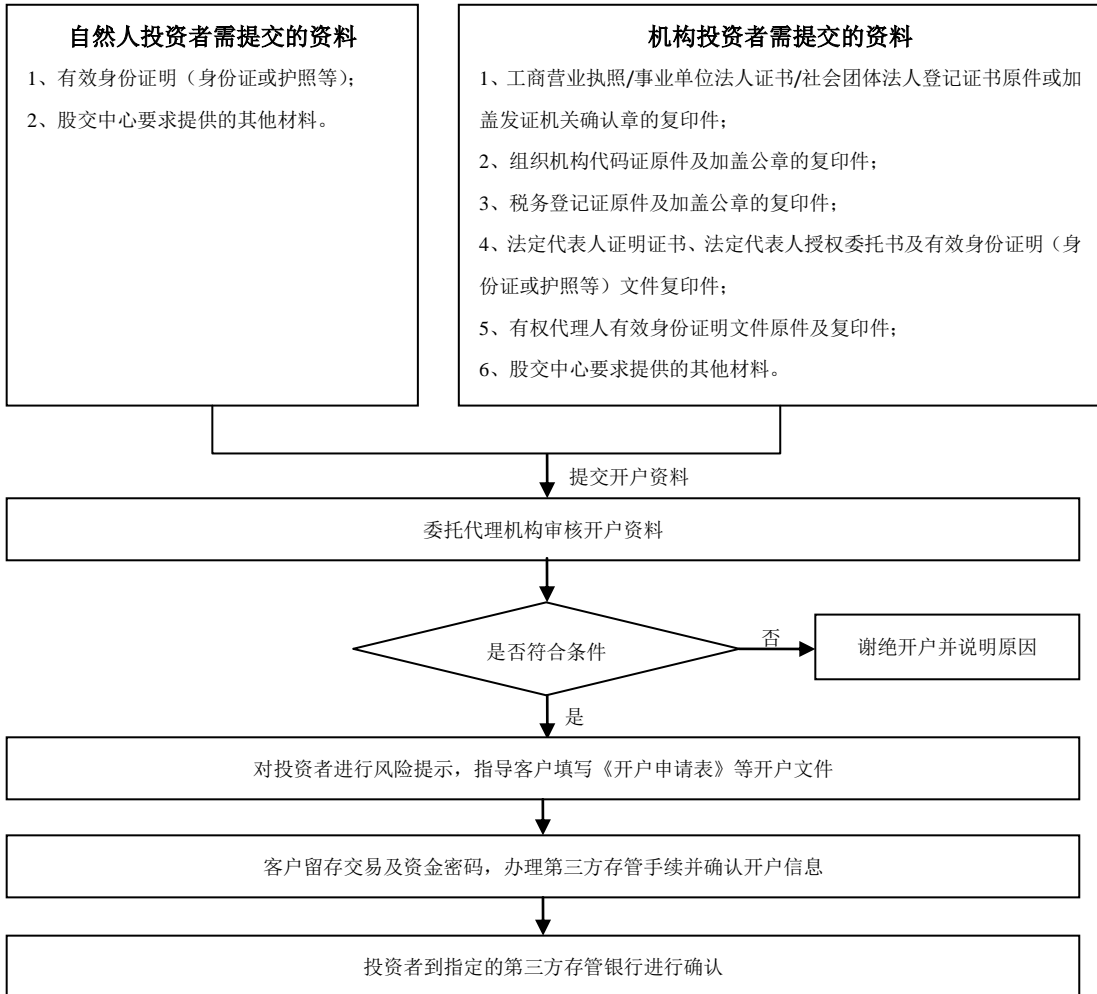 自然人投资者需提交的资料
1、有效身份证明（身份证或护照等）；
2、股交中心要求提供的其他材料。
机构投资者需提交的资料
1、工商营业执照/事业单位法人证书/社会团体法人登记证书原件或加
盖发证机关确认章的复印件；
2、组织机构代码证原件及加盖公章的复印件；
3、税务登记证原件及加盖公章的复印件；
4、法定代表人证明证书、法定代表人授权委托书及有效身份证明（身
份证或护照等）文件复印件；
5、有权代理人有效身份证明文件原件及复印件；
6、股交中心要求提供的其他材料。
提交开户资料
委托代理机构审核开户资料
是否符合条件
否
谢绝开户并说明原因
是
对投资者进行风险提示，指导客户填写《开户申请表》等开户文件
客户留存交易及资金密码，办理第三方存管手续并确认开户信息
投资者到指定的第三方存管银行进行确认